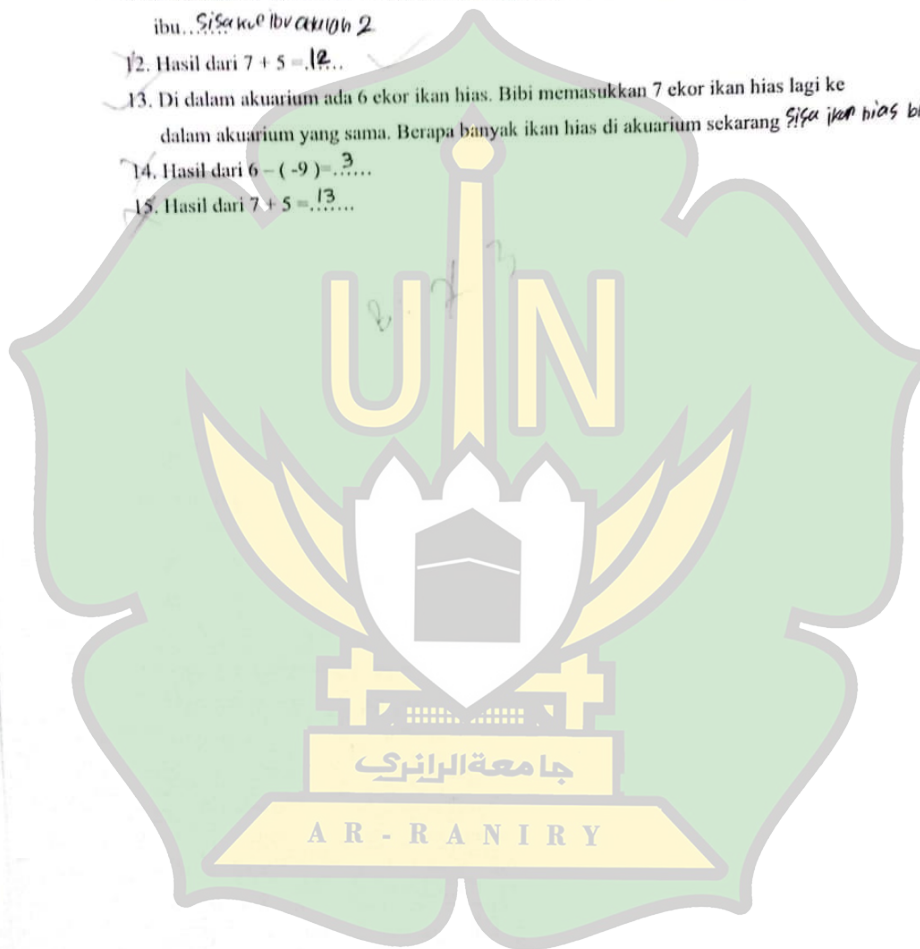 ibu..sisa kue ibu adalah 2
12. Hasil dari 7 + 5 =.12...
13. Di dalam akuarium ada 6 ekor ikan hias. Bibi memasukkan 7 ekor ikan hias lagi ke
dalam akuarium yang sama. Berapa banyak ikan hias di akuarium sekarang sisa ikan hias
14. Hasil dari 6 – ( -9 )=.3.....
15. Hasil dari 7 + 5 =.13....
UIN
جامعة الرانري
AR - RANIRY